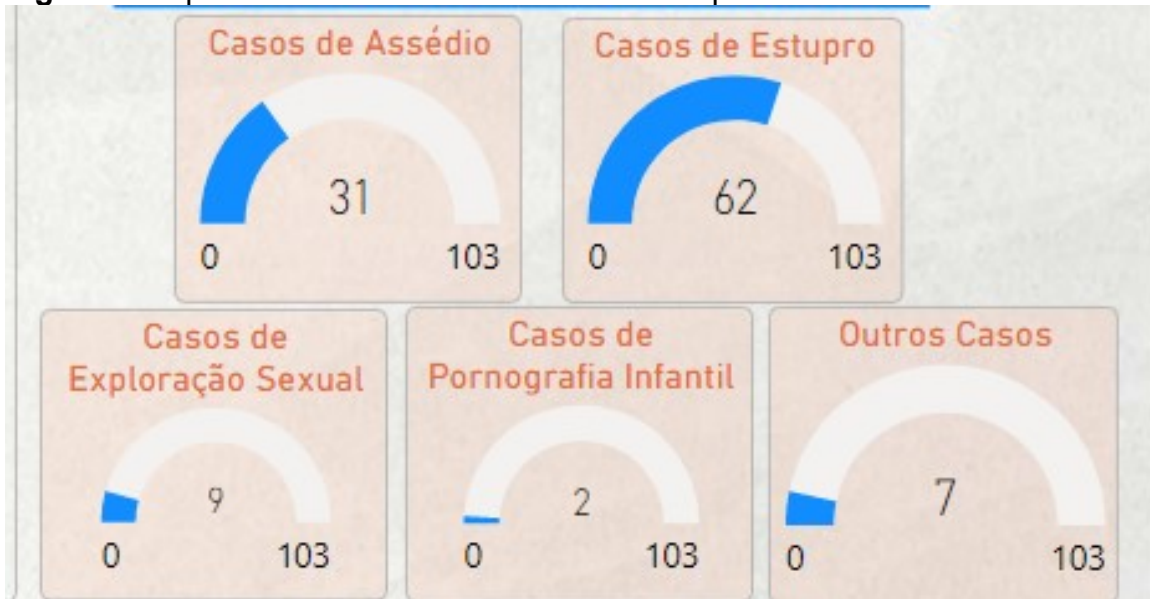 Casos de Assédio
31
0
103
Casos de Estupro
62
0
103
Casos de
Exploração Sexual
9
0
103
Casos de
Pornografia Infantil
2
0
103
Outros Casos
7
0
103